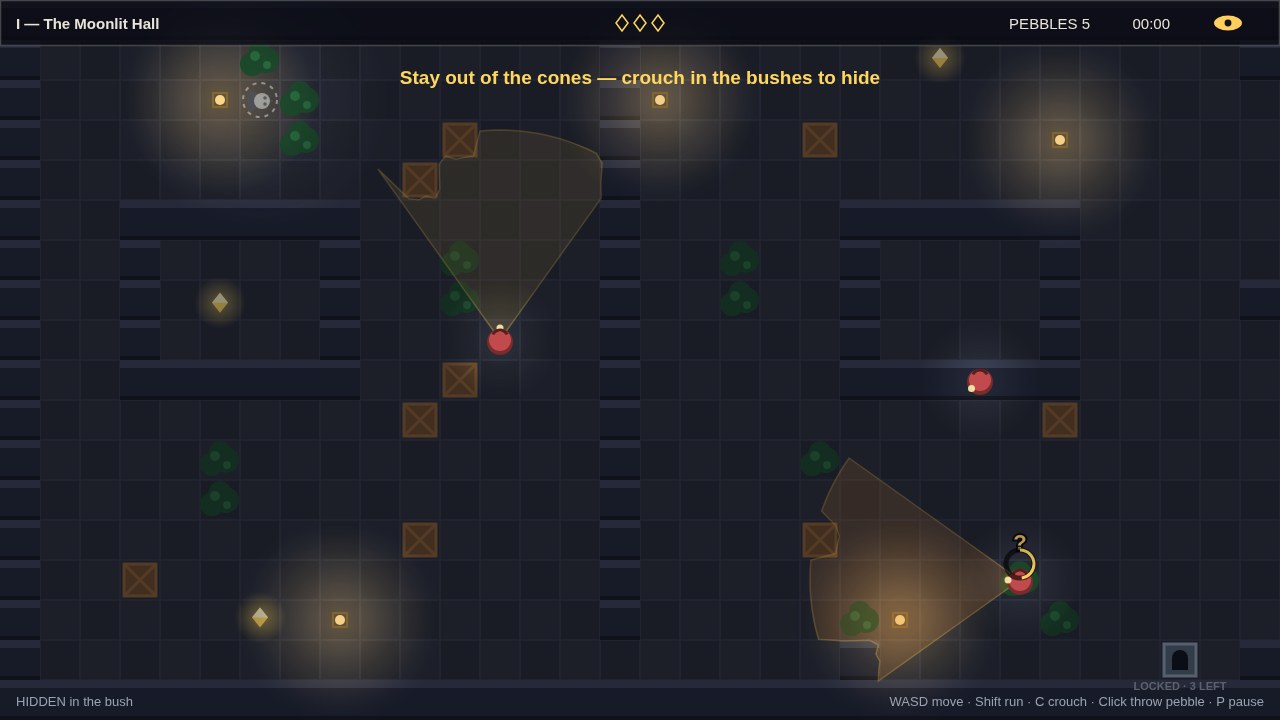 I — The Moonlit Hall
PEBBLES 5
00:00
Stay out of the cones — crouch in the bushes to hide
?
LOCKED · 3 LEFT
HIDDEN in the bush
WASD move · Shift run · C crouch · Click throw pebble · P pause